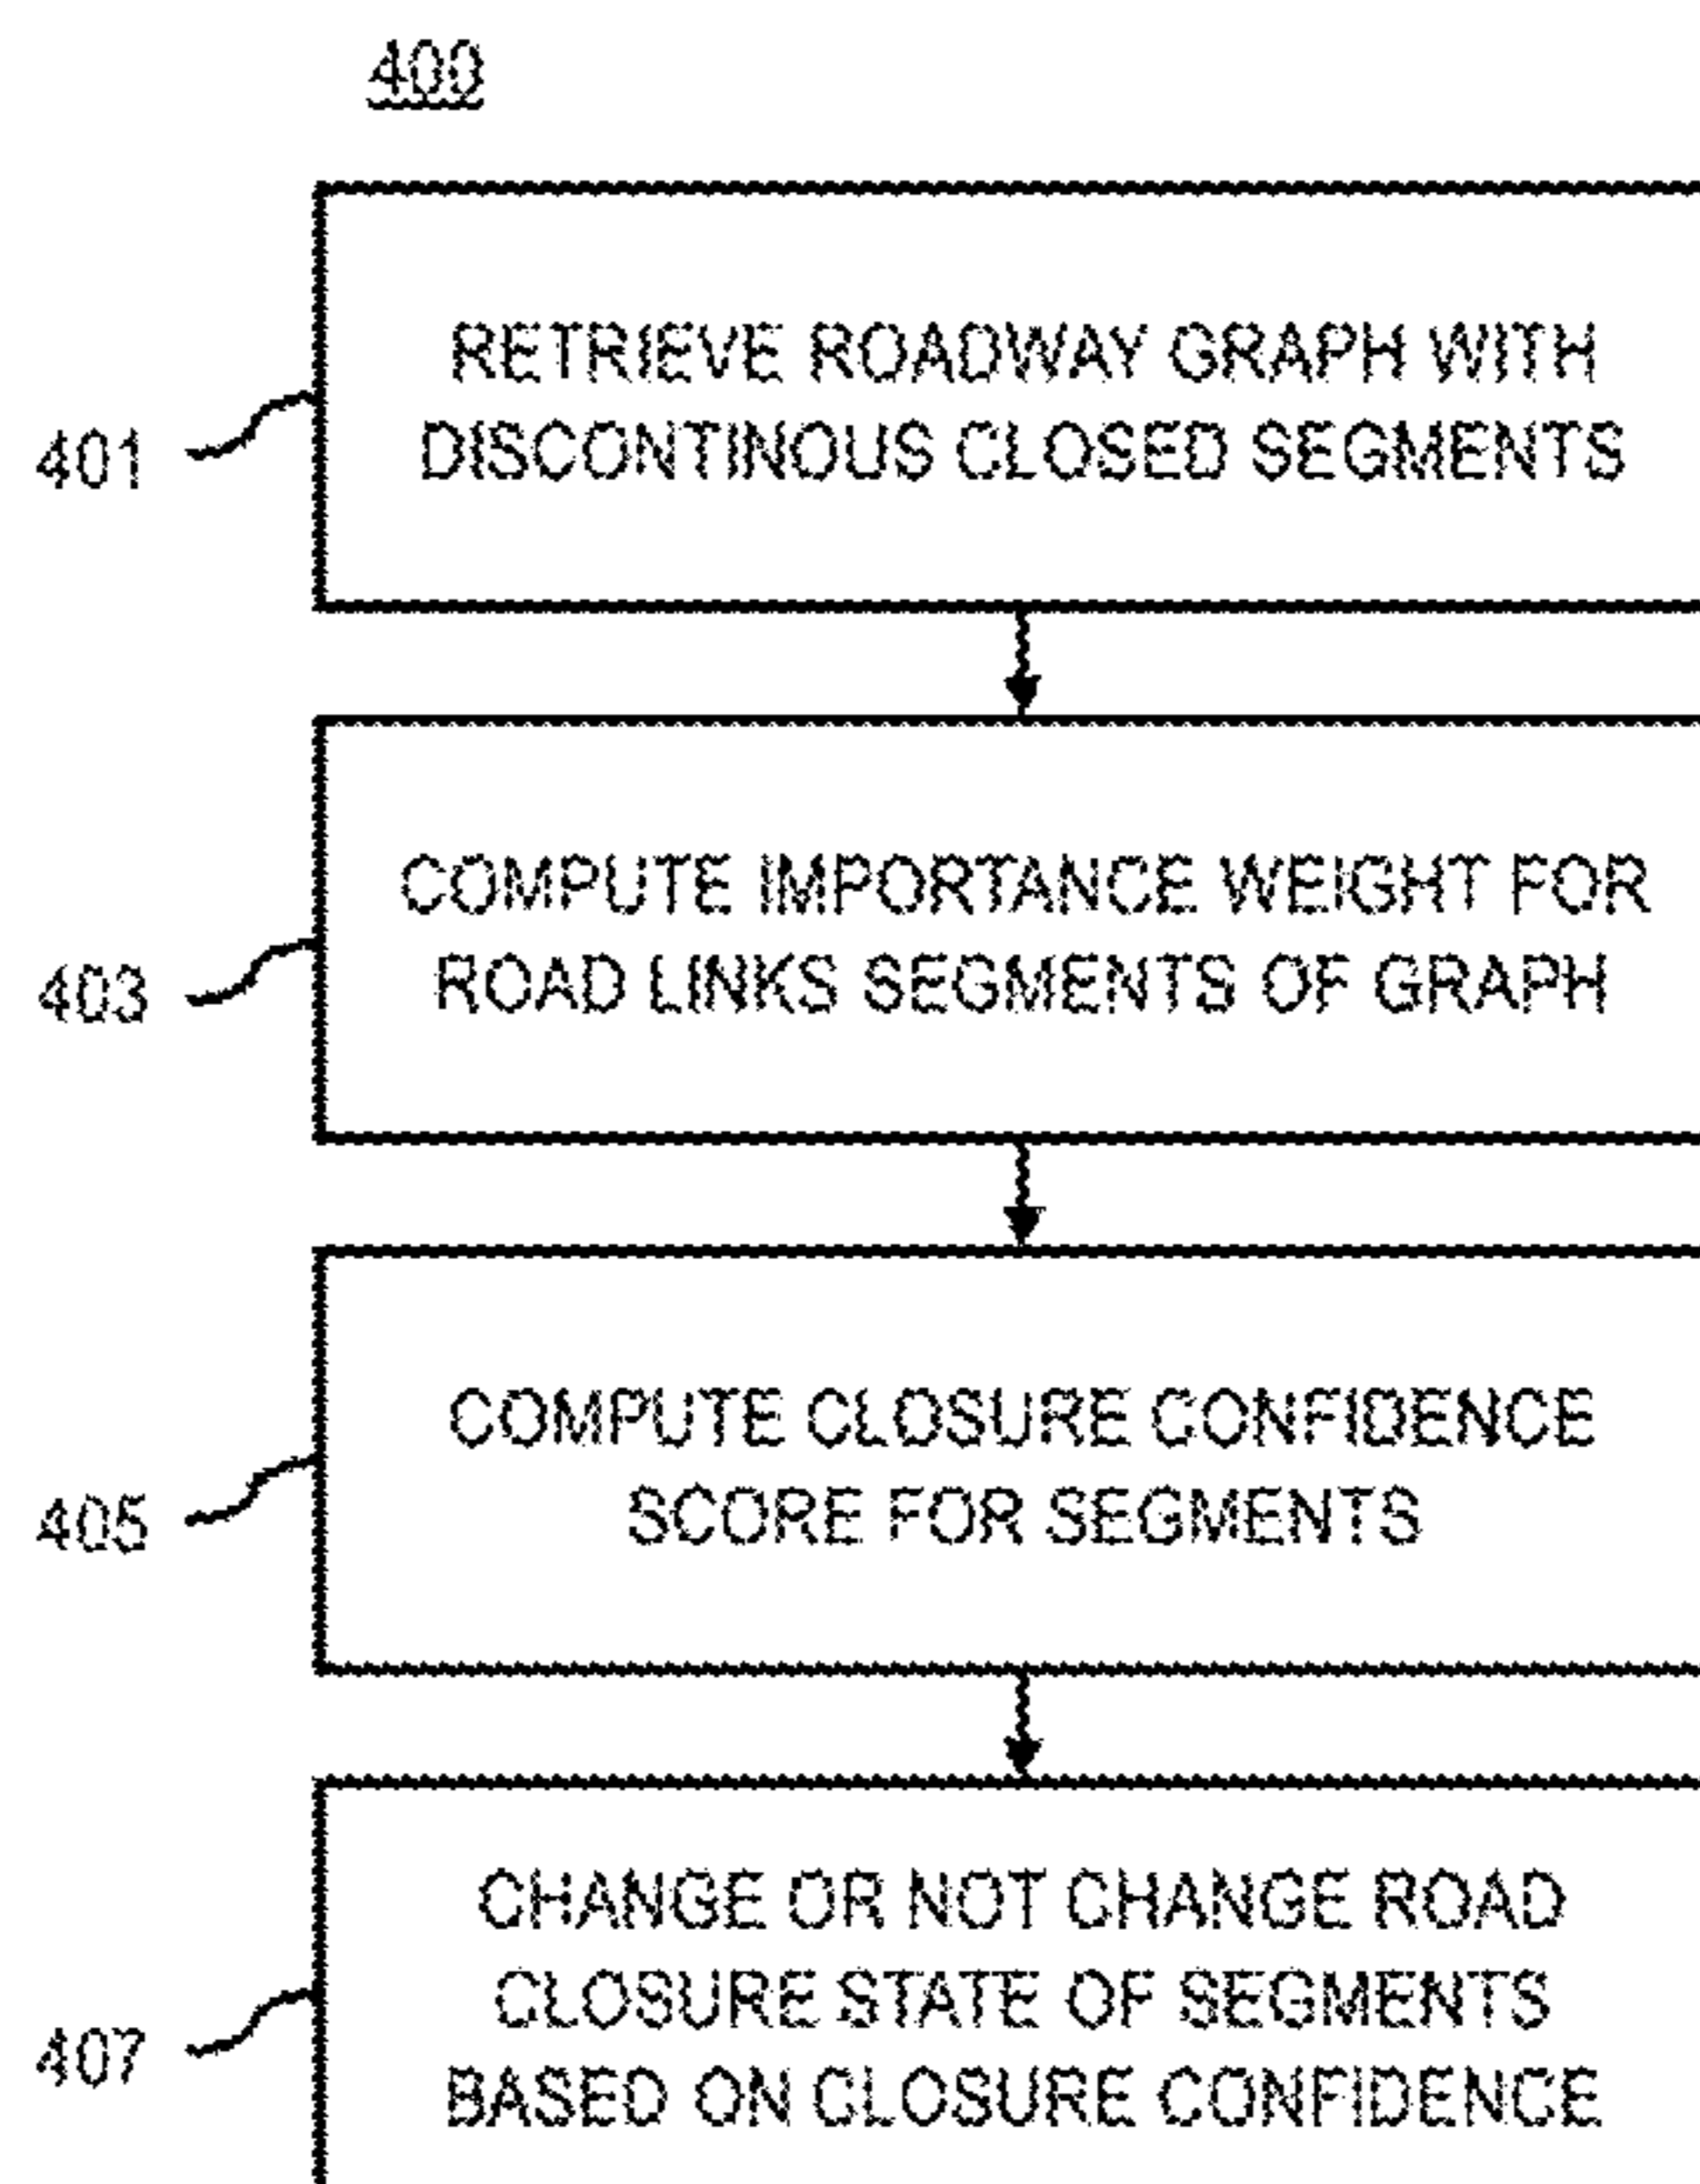 400
RETRIEVE ROADWAY GRAPH WITH
DISCONTINOUS CLOSED SEGMENTS
401
COMPUTE IMPORTANCE WEIGHT FOR
ROAD LINKS SEGMENTS OF GRAPH
403
COMPUTE CLOSURE CONFIDENCE
SCORE FOR SEGMENTS
405
CHANGE OR NOT CHANGE ROAD
CLOSURE STATE OF SEGMENTS
BASED ON CLOSURE CONFIDENCE
407